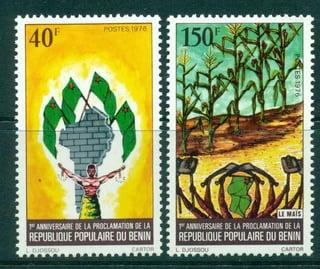 40F
POSTES 1976
1er ANNIVERSAIRE DE LA PROCLAMATION DE LA
REPUBLIQUE POPULAIRE DU BENIN
L. DJOSSOU
CARTOR
150F
POSTES 1976
LE MAÏS
1er ANNIVERSAIRE DE LA PROCLAMATION DE LA
REPUBLIQUE POPULAIRE DU BENIN
L. DJOSSOU
CARTOR